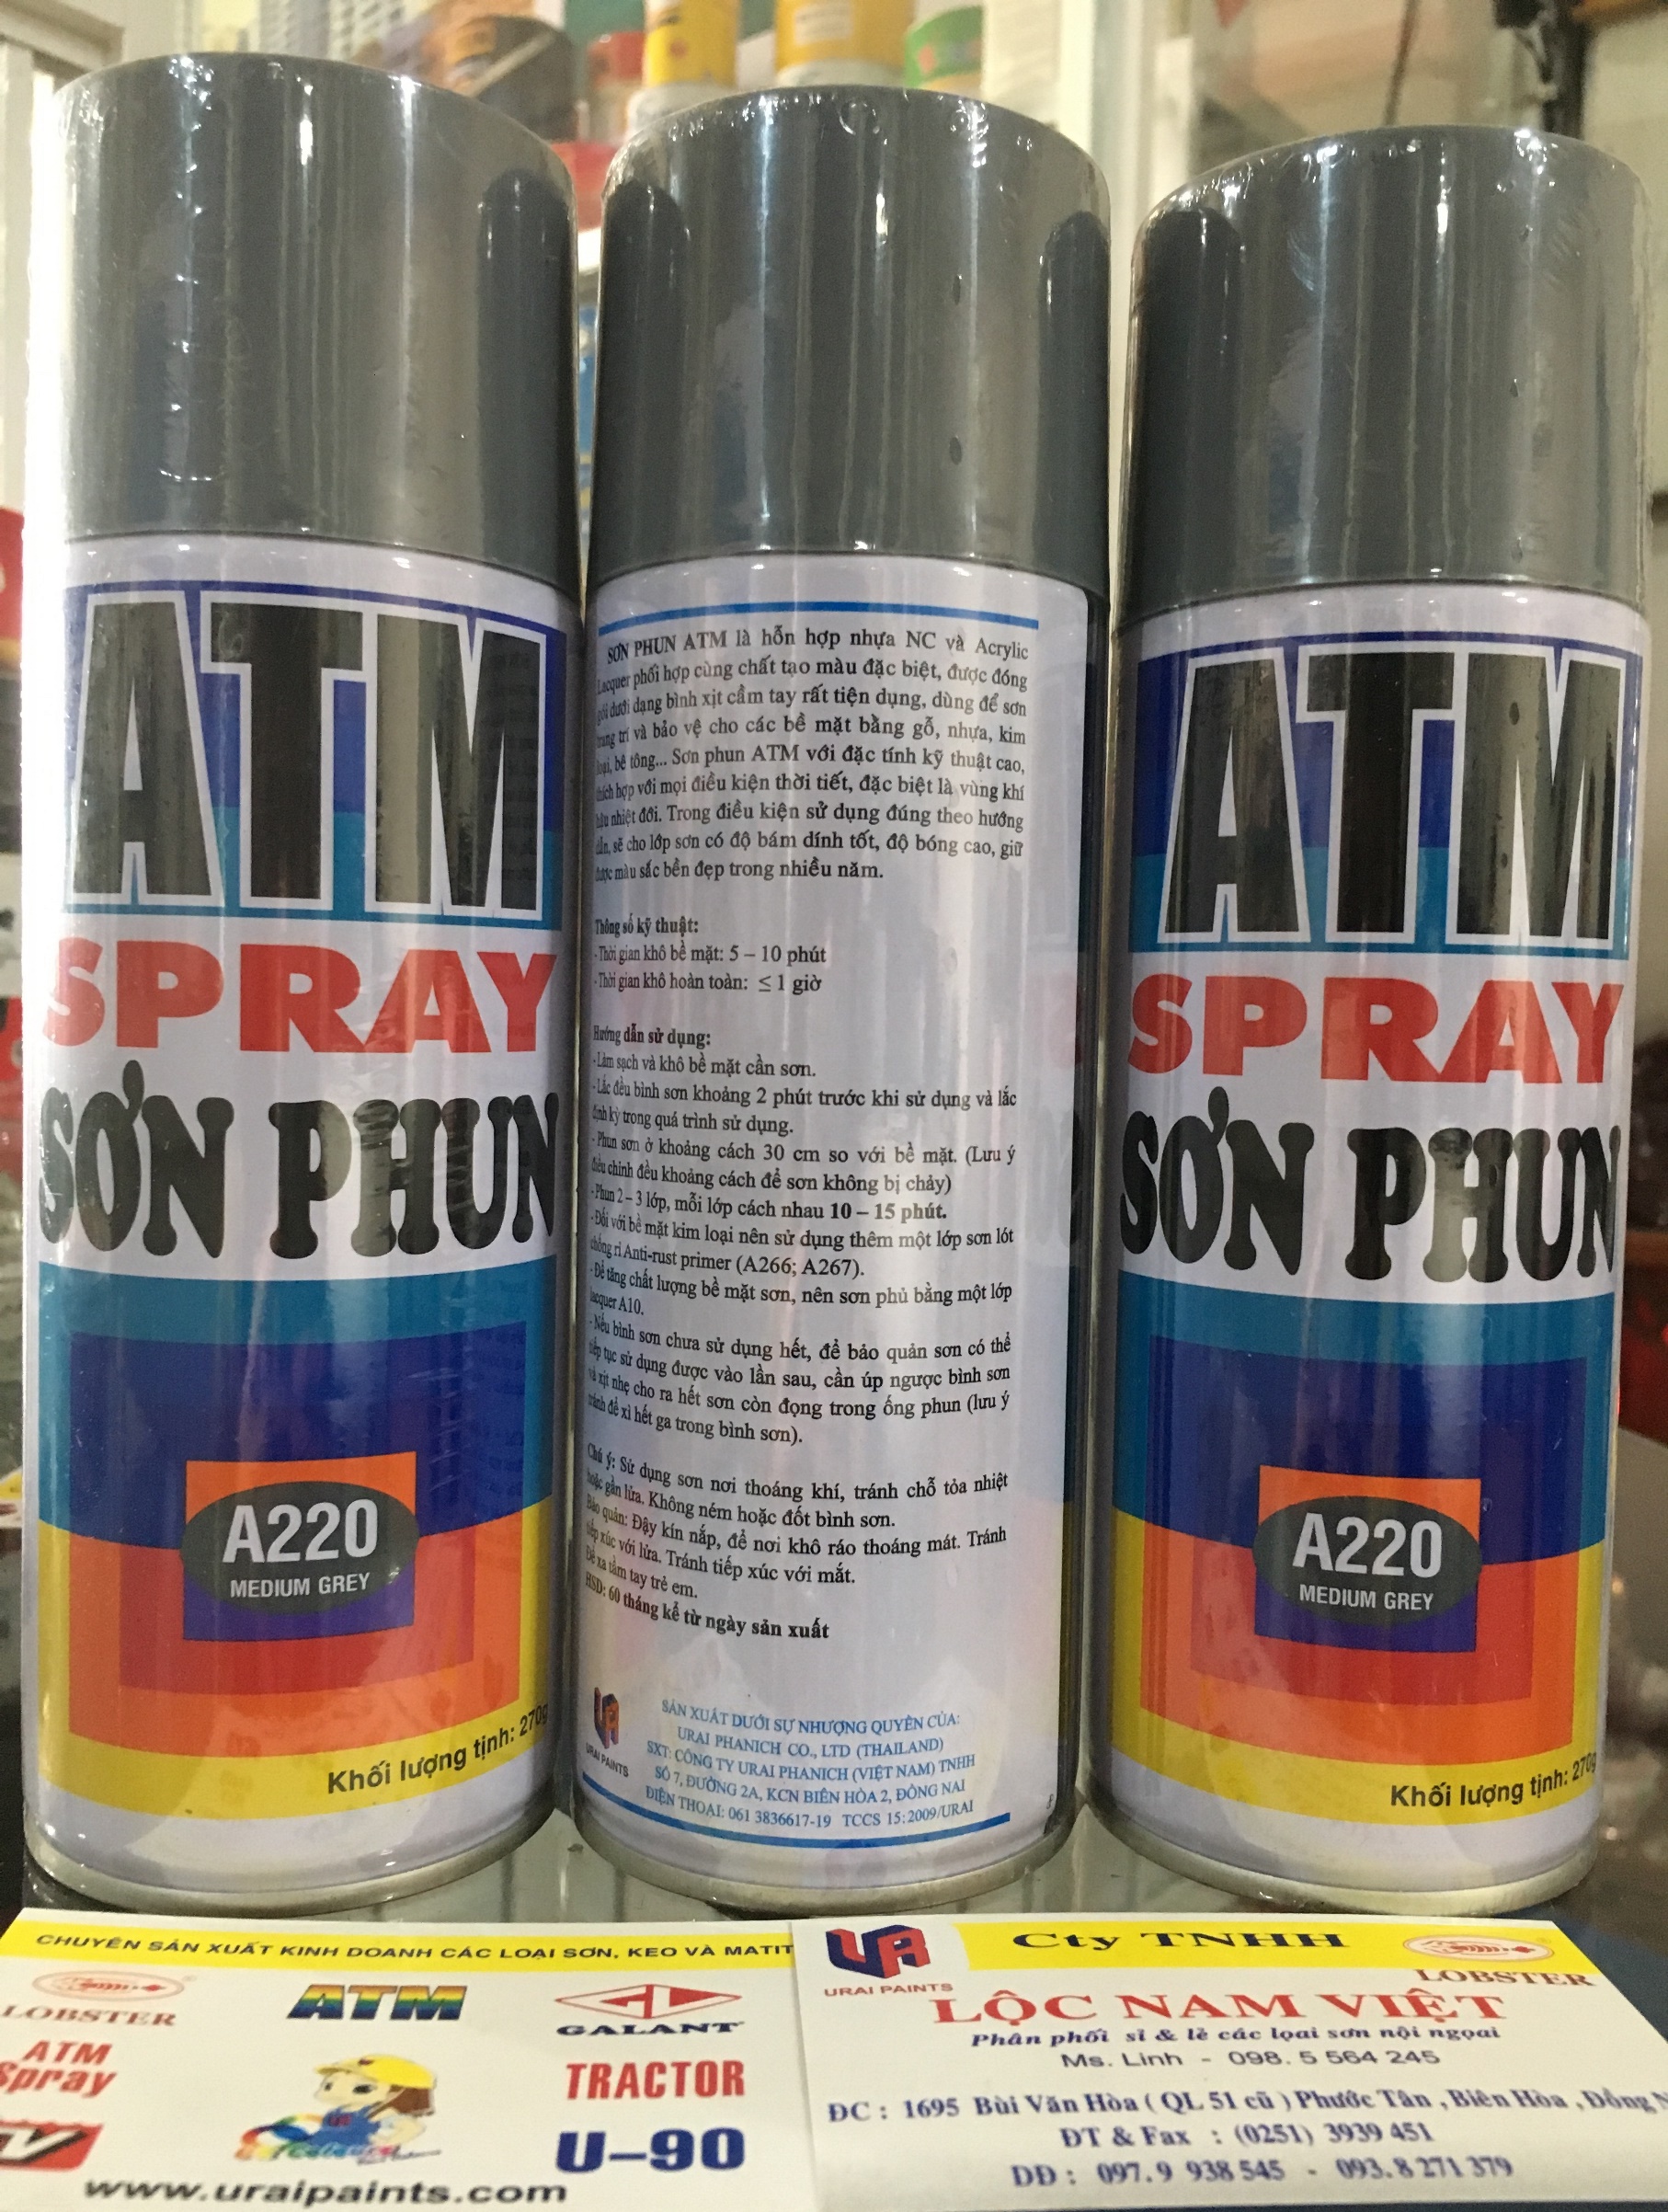 ATM
SPRAY
SƠN PHUN
A220
MEDIUM GREY
Khối lượng tịnh: 270g
SƠN PHUN ATM là hỗn hợp nhựa NC và Acrylic
Lacquer phối hợp cùng chất tạo màu đặc biệt, được đóng
gói dưới dạng bình xịt cầm tay rất tiện dụng, dùng để sơn
trang trí và bảo vệ cho các bề mặt bằng gỗ, nhựa, kim
loại, bê tông... Sơn phun ATM với đặc tính kỹ thuật cao,
thích hợp với mọi điều kiện thời tiết, đặc biệt là vùng khí
hậu nhiệt đới. Trong điều kiện sử dụng đúng theo hướng
dẫn, sẽ cho lớp sơn có độ bám dính tốt, độ bóng cao, giữ
được màu sắc bền đẹp trong nhiều năm.
Thông số kỹ thuật:
- Thời gian khô bề mặt: 5 – 10 phút
- Thời gian khô hoàn toàn: ≤ 1 giờ
Hướng dẫn sử dụng:
- Làm sạch và khô bề mặt cần sơn.
- Lắc đều bình sơn khoảng 2 phút trước khi sử dụng và lắc
định kỳ trong quá trình sử dụng.
- Phun sơn ở khoảng cách 30 cm so với bề mặt. (Lưu ý
điều chỉnh đều khoảng cách để sơn không bị chảy)
- Phun 2 – 3 lớp, mỗi lớp cách nhau 10 – 15 phút.
- Đối với bề mặt kim loại nên sử dụng thêm một lớp sơn lót
chống rỉ Anti-rust primer (A266; A267).
- Để tăng chất lượng bề mặt sơn, nên sơn phủ bằng một lớp
lacquer A10.
- Nếu bình sơn chưa sử dụng hết, để bảo quản sơn có thể
tiếp tục sử dụng được vào lần sau, cần úp ngược bình sơn
và xịt nhẹ cho ra hết sơn còn đọng trong ống phun (lưu ý
tránh để xì hết ga trong bình sơn).
Chú ý: Sử dụng sơn nơi thoáng khí, tránh chỗ tỏa nhiệt
hoặc gần lửa. Không ném hoặc đốt bình sơn.
Bảo quản: Đậy kín nắp, để nơi khô ráo thoáng mát. Tránh
tiếp xúc với lửa. Tránh tiếp xúc với mắt.
Để xa tầm tay trẻ em.
HSD: 60 tháng kể từ ngày sản xuất
URAI PAINTS
SẢN XUẤT DƯỚI SỰ NHƯỢNG QUYỀN CỦA:
URAI PHANICH CO., LTD (THAILAND)
SXT: CÔNG TY URAI PHANICH (VIỆT NAM) TNHH
SỐ 7, ĐƯỜNG 2A, KCN BIÊN HÒA 2, ĐỒNG NAI
ĐIỆN THOẠI: 061 3836617-19 TCCS 15:2009/URAI
ATM
SPRAY
SƠN PHUN
A220
MEDIUM GREY
Khối lượng tịnh: 270g
CHUYÊN SẢN XUẤT KINH DOANH CÁC LOẠI SƠN, KEO VÀ MATIT
LOBSTER
ATM
GALANT
ATM
Spray
TRACTOR
U-90
www.uraipaints.com
UR
URAI PAINTS
Cty TNHH
LOBSTER
LỘC NAM VIỆT
Phân phối sỉ & lẻ các lọai sơn nội ngọai
Ms. Linh - 098. 5 564 245
ĐC : 1695 Bùi Văn Hòa ( QL 51 cũ ) Phước Tân , Biên Hòa , Đồng
ĐT & Fax : (0251) 3939 451
DĐ : 097.9 938 545 - 093.8 271 379